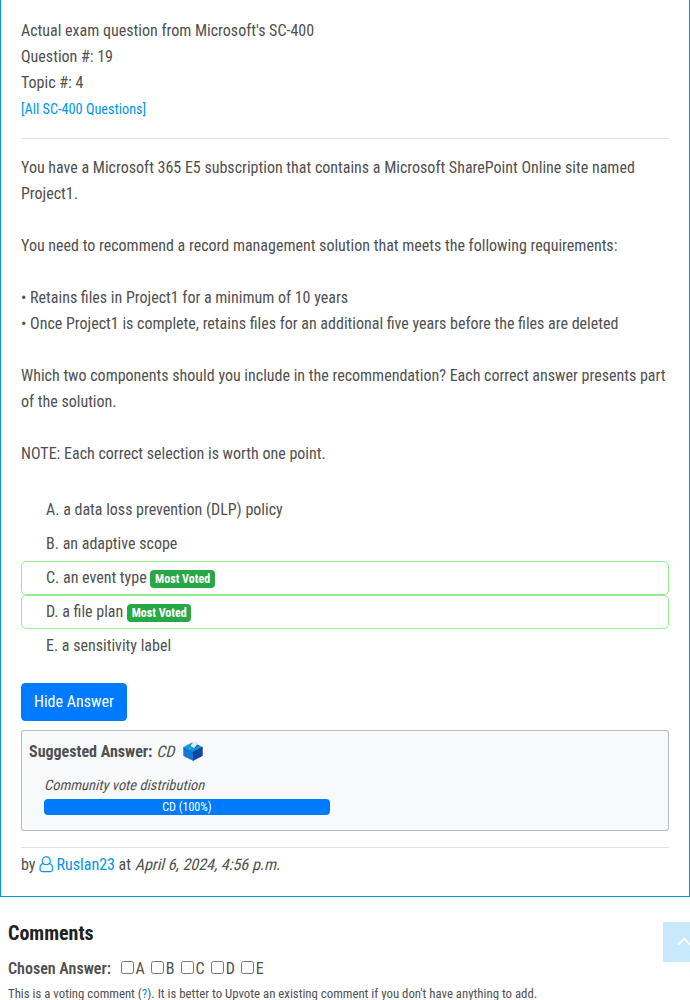 Actual exam question from Microsoft's SC-400
Question #: 19
Topic #: 4
[All SC-400 Questions]
You have a Microsoft 365 E5 subscription that contains a Microsoft SharePoint Online site named
Project1.
You need to recommend a record management solution that meets the following requirements:
• Retains files in Project1 for a minimum of 10 years
• Once Project1 is complete, retains files for an additional five years before the files are deleted
Which two components should you include in the recommendation? Each correct answer presents part
of the solution.
NOTE: Each correct selection is worth one point.
A. a data loss prevention (DLP) policy
B. an adaptive scope
C. an event type Most Voted
D. a file plan Most Voted
E. a sensitivity label
Hide Answer
Suggested Answer: CD
Community vote distribution
CD (100%)
by Ruslan23 at April 6, 2024, 4:56 p.m.
Comments
Chosen Answer: A B C D E
This is a voting comment (?). It is better to Upvote an existing comment if you don't have anything to add.